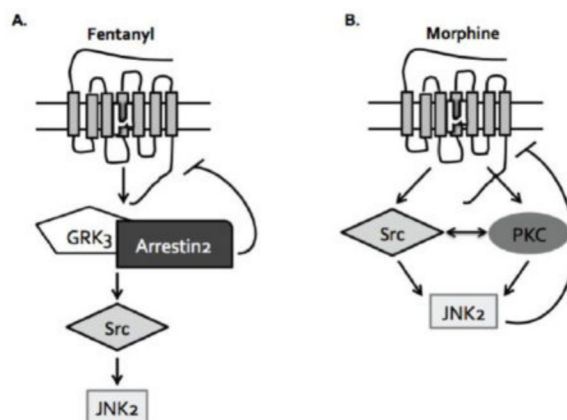 A.
Fentanyl
GRK3
Arrestin2
Src
JNK2
B.
Morphine
Src
PKC
JNK2